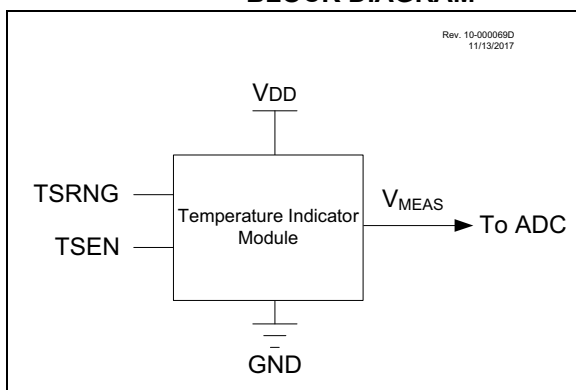 BLOCK DIAGRAM
Rev. 10-000069D
11/13/2017
VDD
TSRNG
TSEN
Temperature Indicator
Module
VMEAS
To ADC
GND